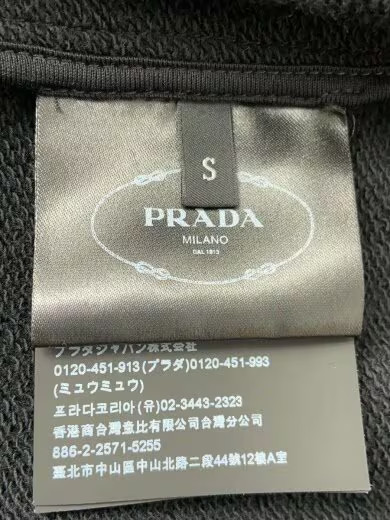 S
PRADA
MILANO
DAL 1913
プラダジャパン株式会社
0120-451-913(プラダ)0120-451-993
(ミュウミュウ)
프라다코리아(유)02-3443-2323
香港商台灣意比有限公司台灣分公司
886-2-2571-5255
臺北市中山區中山北路二段44號12樓A室